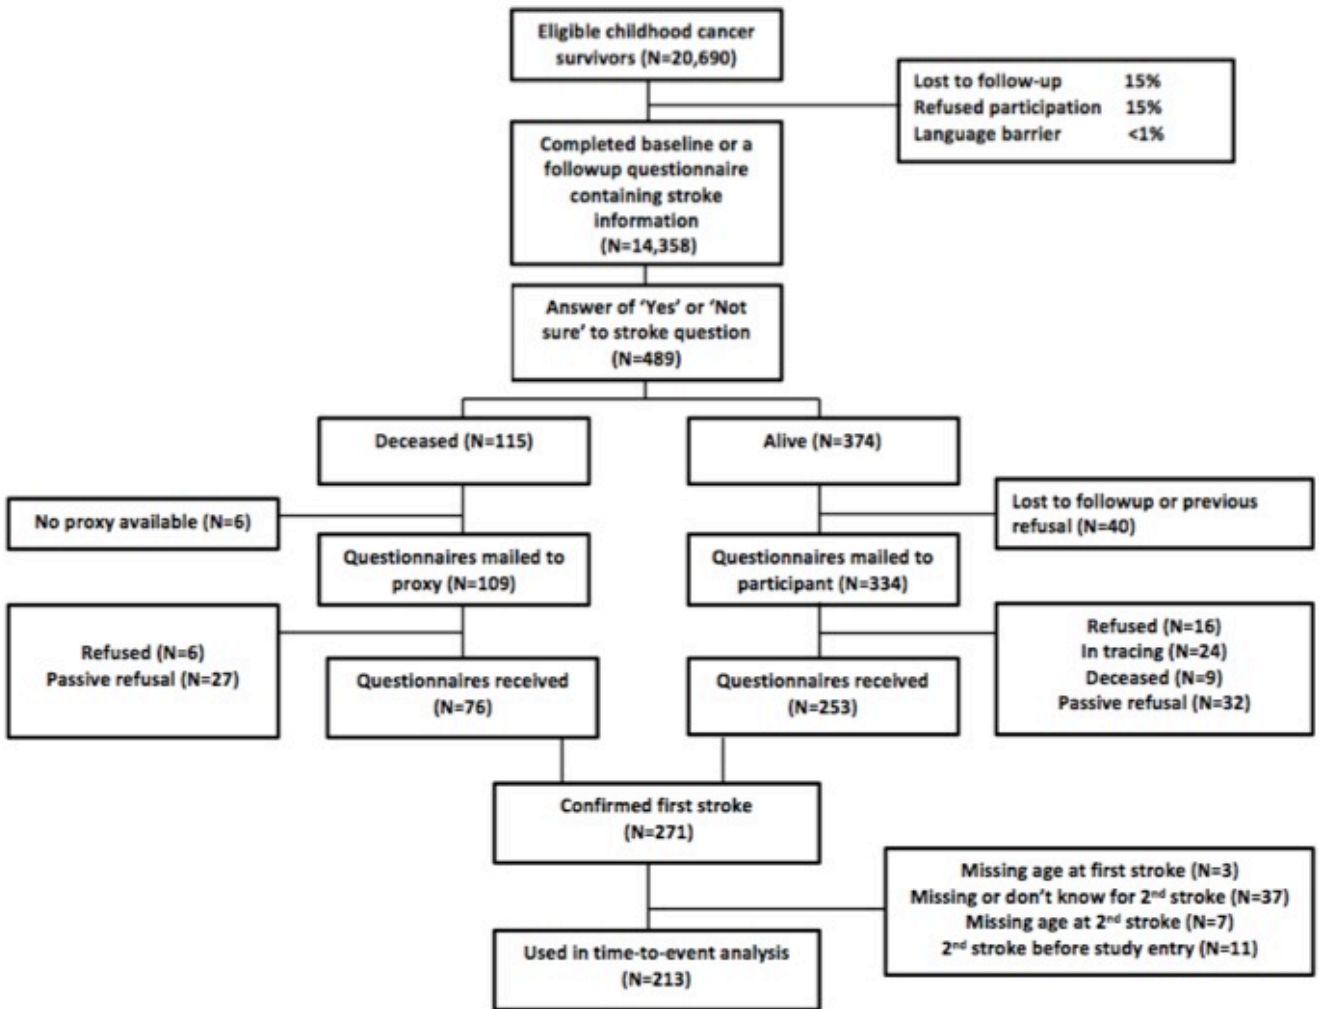 Eligible childhood cancer
survivors (N=20,690)
Lost to follow-up 15%
Refused participation 15%
Language barrier <1%
Completed baseline or a
followup questionnaire
containing stroke
information
(N=14,358)
Answer of ‘Yes’ or ‘Not
sure’ to stroke question
(N=489)
Deceased (N=115)
Alive (N=374)
No proxy available (N=6)
Lost to followup or previous
refusal (N=40)
Questionnaires mailed to
proxy (N=109)
Questionnaires mailed to
participant (N=334)
Refused (N=6)
Passive refusal (N=27)
Refused (N=16)
In tracing (N=24)
Deceased (N=9)
Passive refusal (N=32)
Questionnaires received
(N=76)
Questionnaires received
(N=253)
Confirmed first stroke
(N=271)
Missing age at first stroke (N=3)
Missing or don’t know for 2nd stroke (N=37)
Missing age at 2nd stroke (N=7)
2nd stroke before study entry (N=11)
Used in time-to-event analysis
(N=213)